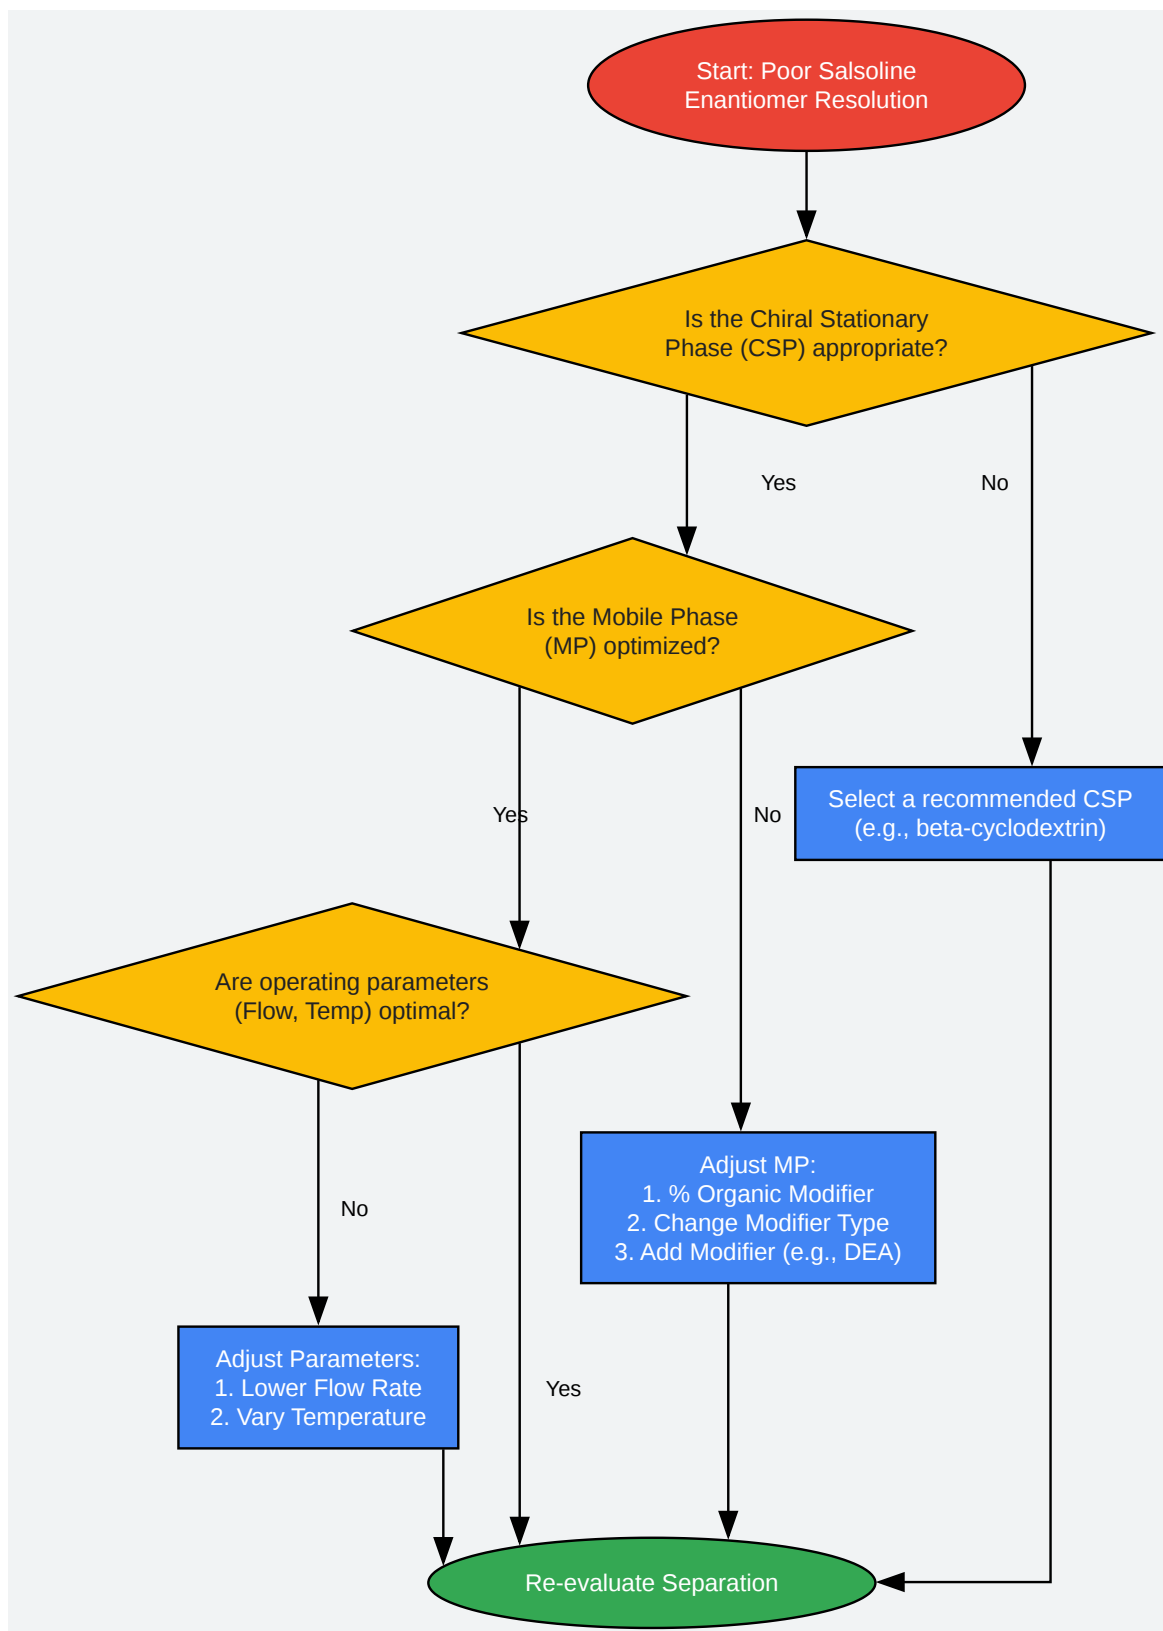 Start: Poor Salsoline
Enantiomer Resolution
Is the Chiral Stationary
Phase (CSP) appropriate?
Yes
No
Is the Mobile Phase
(MP) optimized?
Yes
No
Select a recommended CSP
(e.g., beta-cyclodextrin)
Are operating parameters
(Flow, Temp) optimal?
No
Adjust MP:
1. % Organic Modifier
2. Change Modifier Type
3. Add Modifier (e.g., DEA)
Adjust Parameters:
1. Lower Flow Rate
2. Vary Temperature
Yes
Re-evaluate Separation